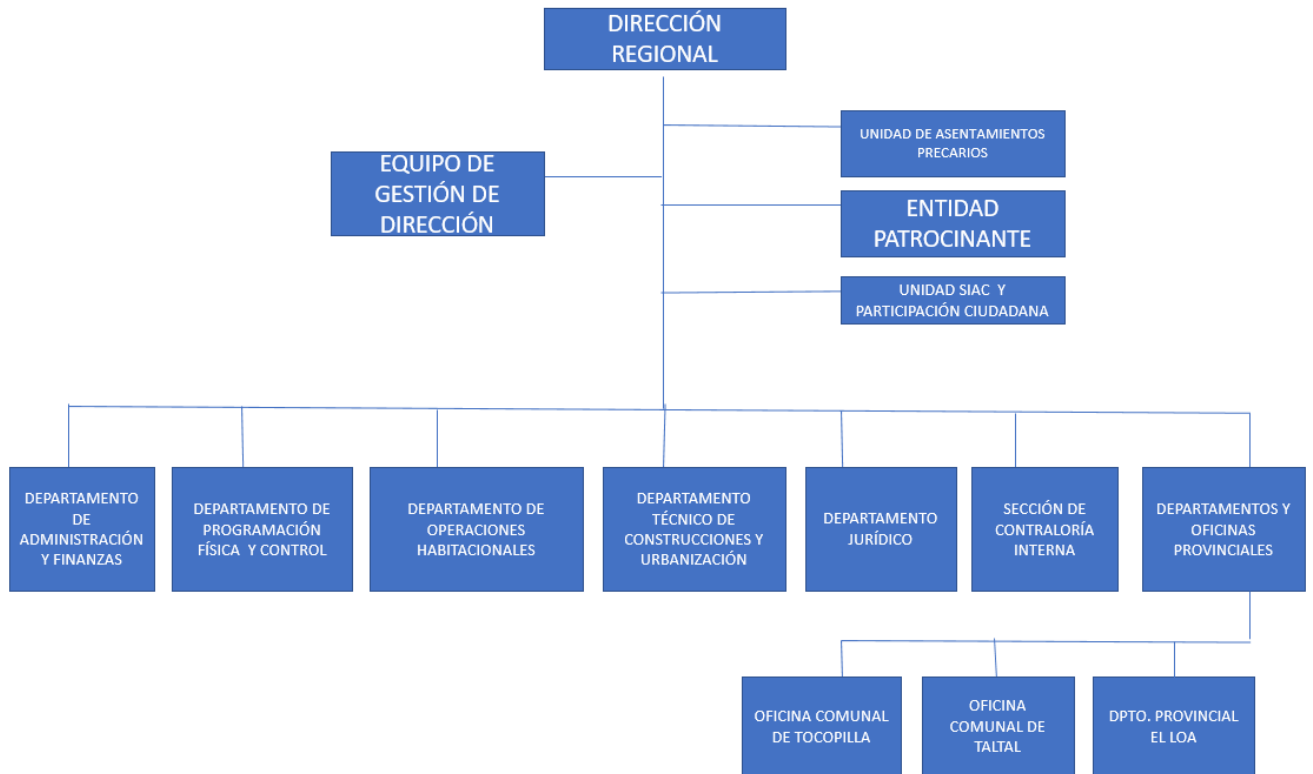 DIRECCIÓN
REGIONAL
UNIDAD DE ASENTAMIENTOS
PRECARIOS
EQUIPO DE
GESTIÓN DE
DIRECCIÓN
ENTIDAD
PATROCINANTE
UNIDAD SIAC Y
PARTICIPACIÓN CIUDADANA
DEPARTAMENTO
DE
ADMINISTRACIÓN
Y FINANZAS
DEPARTAMENTO DE
PROGRAMACIÓN
FÍSICA Y CONTROL
DEPARTAMENTO DE
OPERACIONES
HABITACIONALES
DEPARTAMENTO
TÉCNICO DE
CONSTRUCCIONES Y
URBANIZACIÓN
DEPARTAMENTO
JURÍDICO
SECCIÓN DE
CONTRALORÍA
INTERNA
DEPARTAMENTOS Y
OFICINAS
PROVINCIALES
OFICINA COMUNAL
DE TOCOPILLA
OFICINA
COMUNAL DE
TALTAL
DPTO. PROVINCIAL
EL LOA